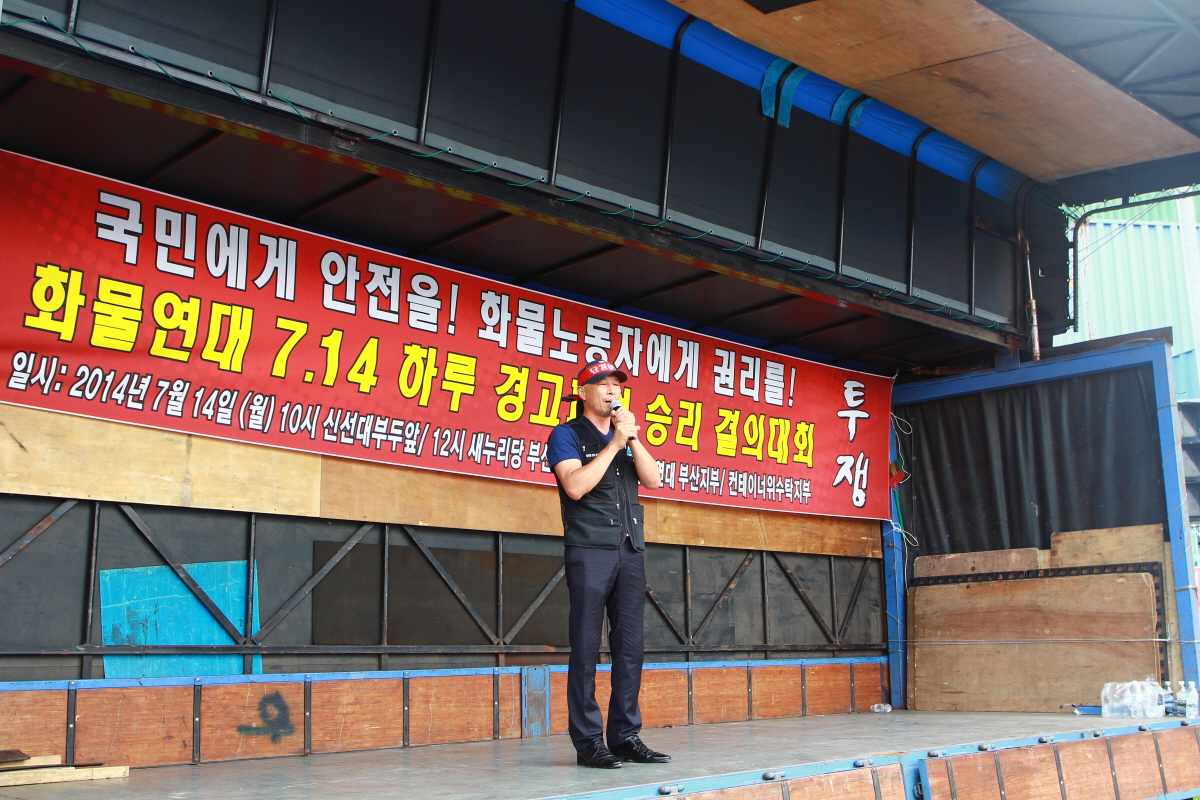 국민에게 안전을! 화물노동자에게 권리를!
화물연대 7.14 하루 경고 승리 결의대회
일시: 2014년 7월 14일 (월) 10시 신선대부두앞/ 12시 새누리당 부산 부산지부/ 컨테이너위수탁지부
투쟁